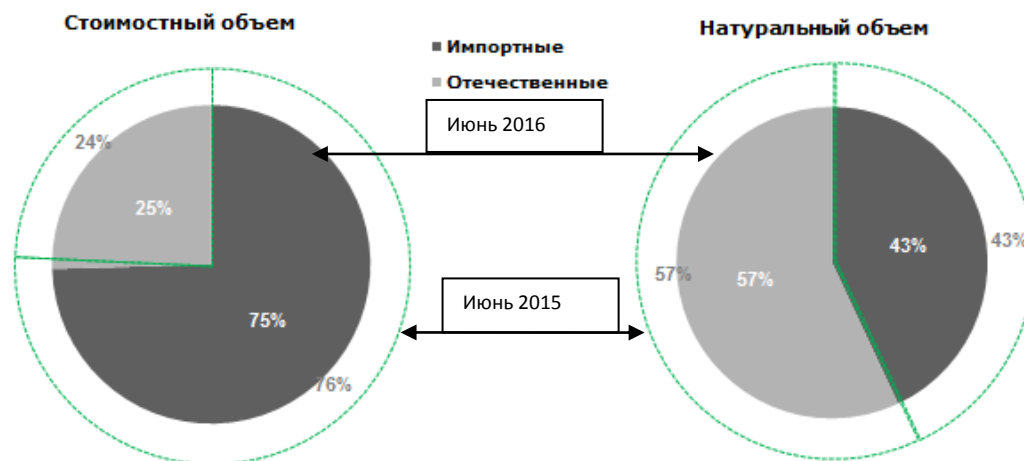 Стоимостный объем
Натуральный объем
Импортные
Отечественные
Июнь 2016
24%
25%
43%
43%
57%
57%
Июнь 2015
75%
76%